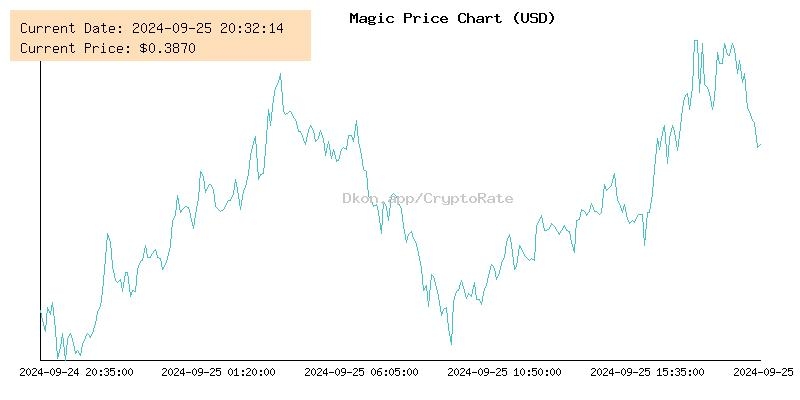 Magic Price Chart (USD)
Current Date: 2024-09-25 20:32:14
Current Price: $0.3870
Dkon.app/CryptoRate
2024-09-24 20:35:00
2024-09-25 01:20:00
2024-09-25 06:05:00
2024-09-25 10:50:00
2024-09-25 15:35:00
2024-09-25